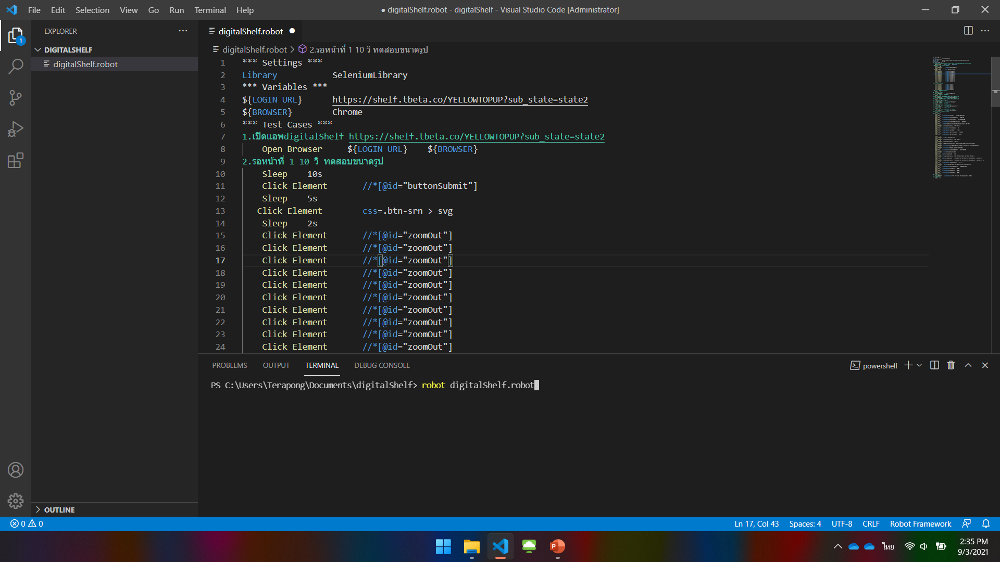 File Edit Selection View Go Run Terminal Help
● digitalShelf.robot - digitalShelf - Visual Studio Code [Administrator]
1
EXPLORER
DIGITALSHELF
digitalShelf.robot
OUTLINE
digitalShelf.robot
digitalShelf.robot > 2.รอหน้าที่ 1 10 วิ ทดสอบขนาดรูป
1 *** Settings ***
2 Library SeleniumLibrary
3 *** Variables ***
4 ${LOGIN URL} https://shelf.tbeta.co/YELLOWTOPUP?sub_state=state2
5 ${BROWSER} Chrome
6 *** Test Cases ***
7 1.เปิดแอพdigitalShelf https://shelf.tbeta.co/YELLOWTOPUP?sub_state=state2
8 Open Browser ${LOGIN URL} ${BROWSER}
9 2.รอหน้าที่ 1 10 วิ ทดสอบขนาดรูป
10 Sleep 10s
11 Click Element //*[@id="buttonSubmit"]
12 Sleep 5s
13 Click Element css=.btn-srn > svg
14 Sleep 2s
15 Click Element //*[@id="zoomOut"]
16 Click Element //*[@id="zoomOut"]
17 Click Element //*[@id="zoomOut"]
18 Click Element //*[@id="zoomOut"]
19 Click Element //*[@id="zoomOut"]
20 Click Element //*[@id="zoomOut"]
21 Click Element //*[@id="zoomOut"]
22 Click Element //*[@id="zoomOut"]
23 Click Element //*[@id="zoomOut"]
24 Click Element //*[@id="zoomOut"]
PROBLEMS OUTPUT TERMINAL DEBUG CONSOLE
powershell
PS C:\Users\Terapong\Documents\digitalShelf> robot digitalShelf.robot
0 0
Ln 17, Col 43 Spaces: 4 UTF-8 CRLF Robot Framework
P
ไทย
2:35 PM
9/3/2021